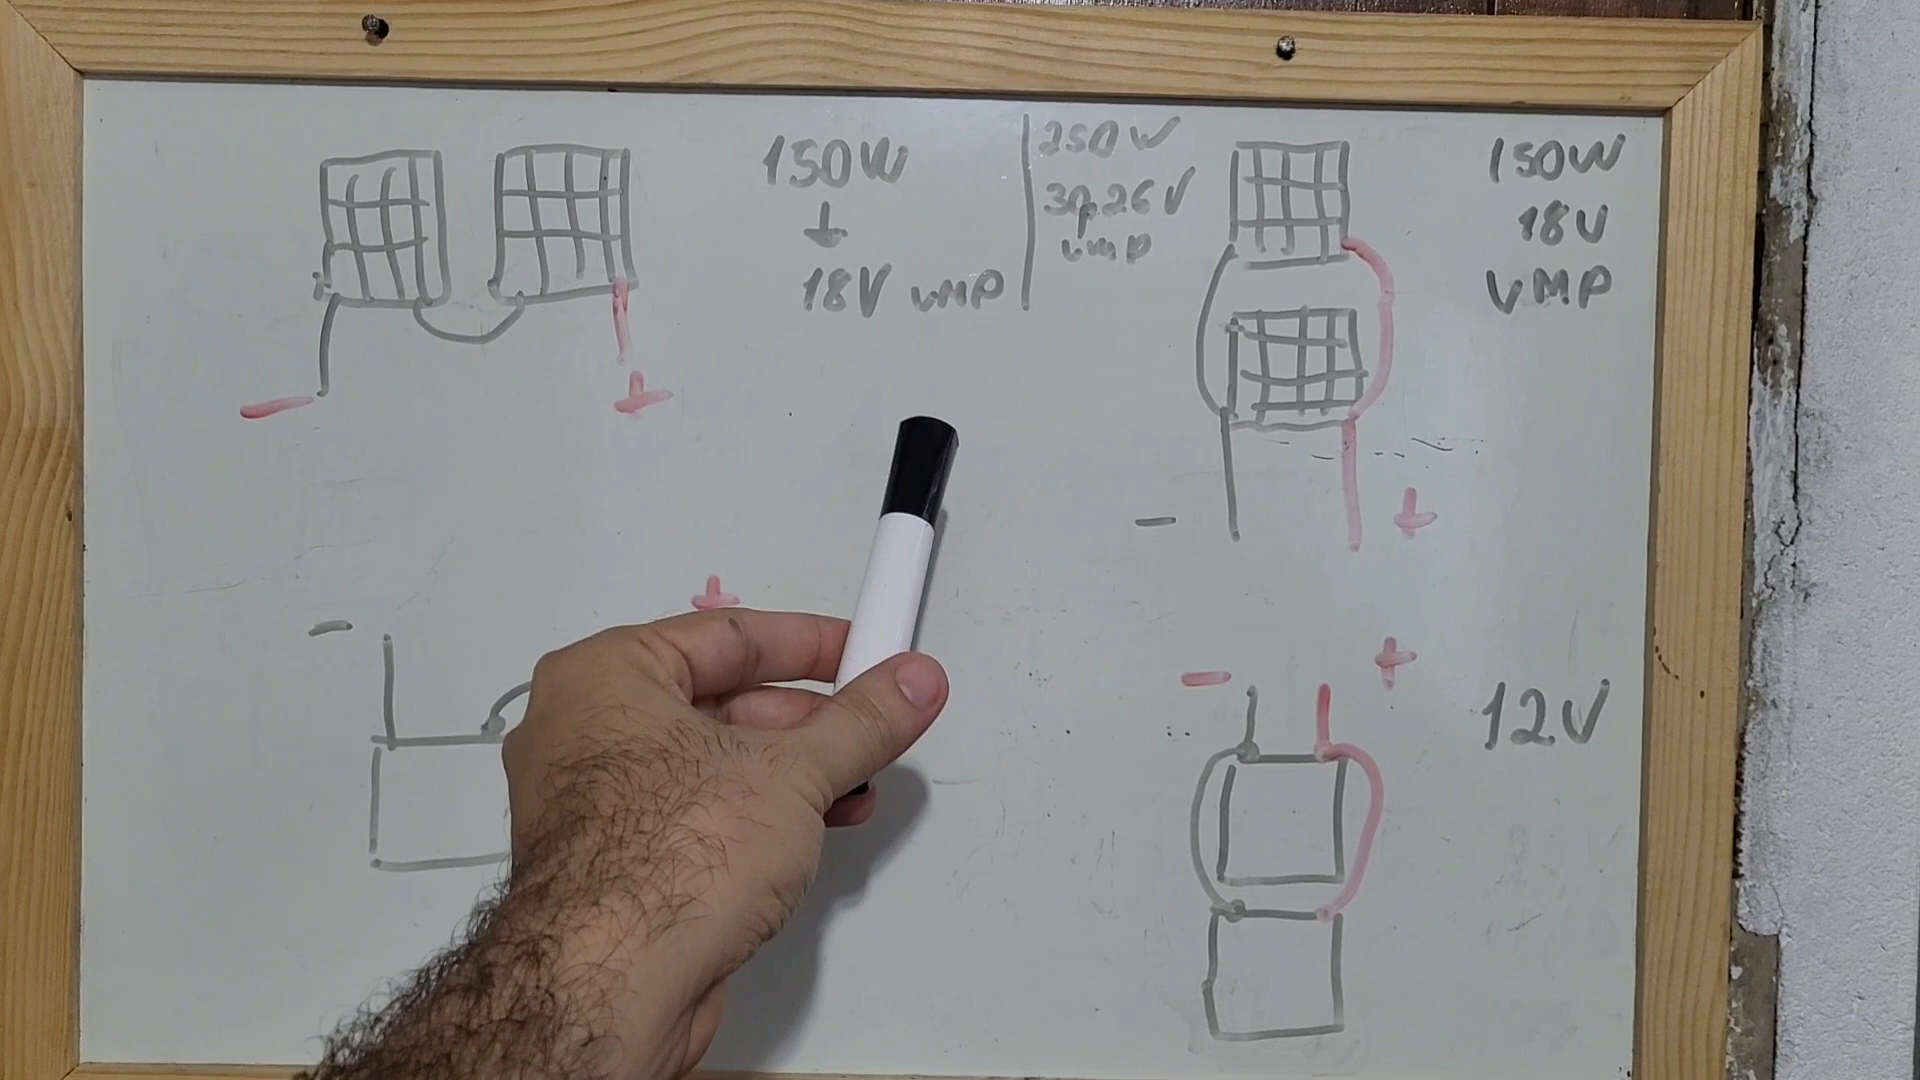 150W
18V VMP
250W
30,26V
VMP
150W
18V
VMP
- +
- +
- +
- +
12V